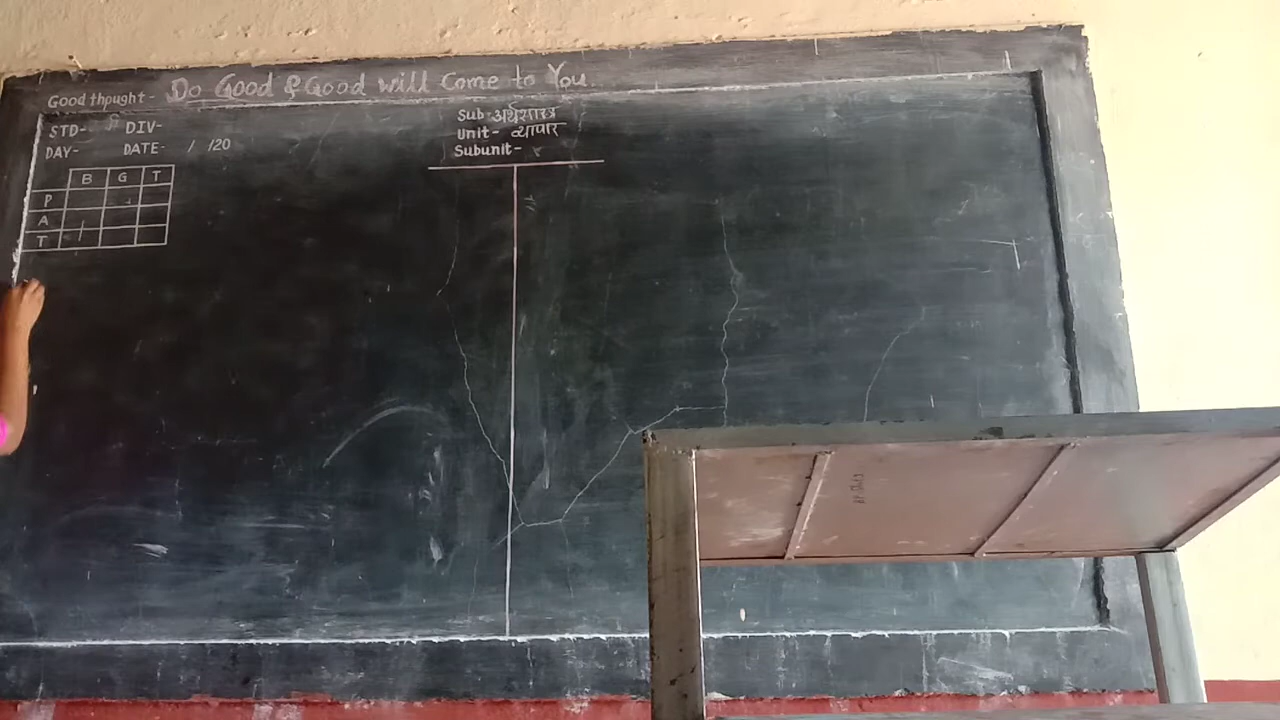 Good thought- Do Good & Good will Come to You.
STD- DIV-
DAY- DATE- / /20
B G T
P
A
T
Sub- अर्थशास्त्र
Unit- व्यापार
Subunit-